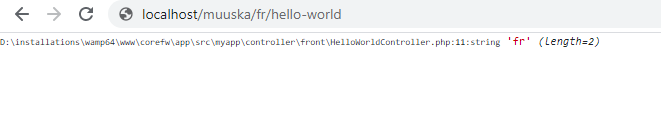 localhost/muuska/fr/hello-world
D:\installations\wamp64\www\corefw\app\src\myapp\controller\front\HelloWorldController.php:11:string 'fr' (length=2)